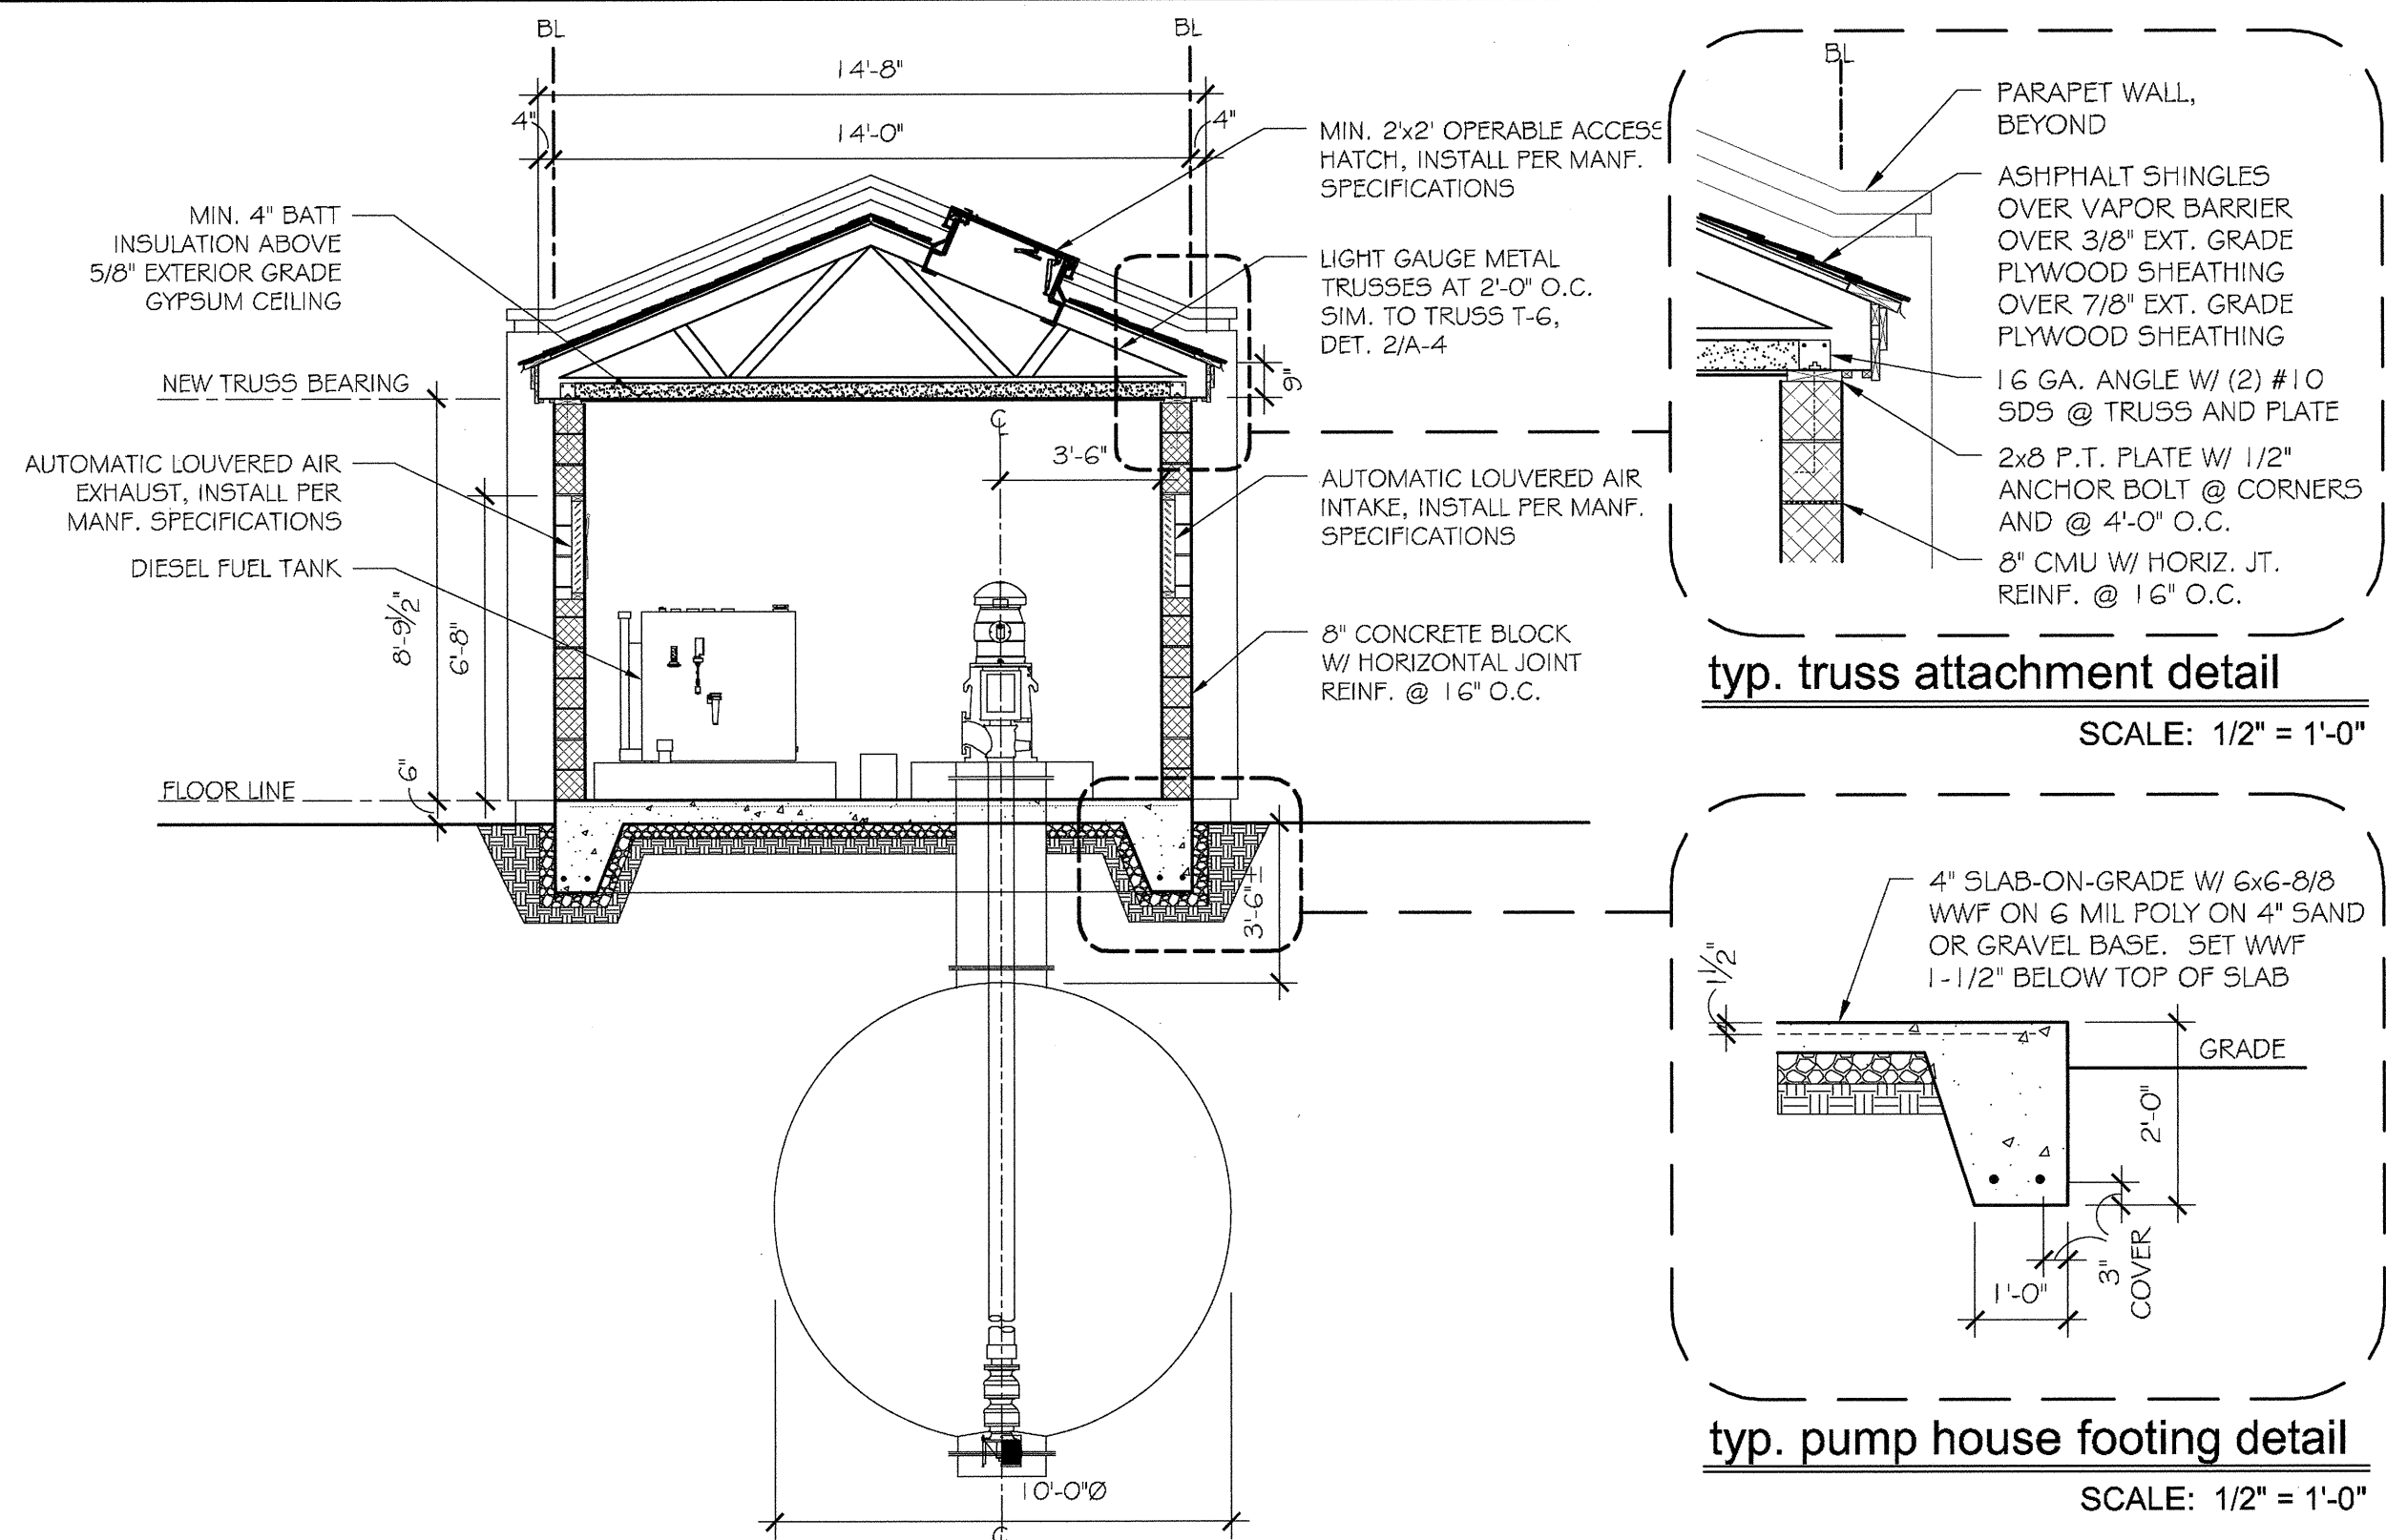 BL
BL
14'-8"
4"
14'-0"
4"
MIN. 2'x2' OPERABLE ACCESS
HATCH, INSTALL PER MANF.
SPECIFICATIONS
MIN. 4" BATT
INSULATION ABOVE
5/8" EXTERIOR GRADE
GYPSUM CEILING
LIGHT GAUGE METAL
TRUSSES AT 2'-0" O.C.
SIM. TO TRUSS T-6,
DET. 2/A-4
NEW TRUSS BEARING
9"
℄
3'-6"
AUTOMATIC LOUVERED AIR
EXHAUST, INSTALL PER
MANF. SPECIFICATIONS
AUTOMATIC LOUVERED AIR
INTAKE, INSTALL PER MANF.
SPECIFICATIONS
DIESEL FUEL TANK
8'-9 1/2"
6'-8"
8" CONCRETE BLOCK
W/ HORIZONTAL JOINT
REINF. @ 16" O.C.
FLOOR LINE
6"
3'-6"±
10'-0"Ø
℄
BL
PARAPET WALL,
BEYOND
ASHPHALT SHINGLES
OVER VAPOR BARRIER
OVER 3/8" EXT. GRADE
PLYWOOD SHEATHING
OVER 7/8" EXT. GRADE
PLYWOOD SHEATHING
16 GA. ANGLE W/ (2) #10
SDS @ TRUSS AND PLATE
2x8 P.T. PLATE W/ 1/2"
ANCHOR BOLT @ CORNERS
AND @ 4'-0" O.C.
8" CMU W/ HORIZ. JT.
REINF. @ 16" O.C.
typ. truss attachment detail
SCALE: 1/2" = 1'-0"
4" SLAB-ON-GRADE W/ 6x6-8/8
WWF ON 6 MIL POLY ON 4" SAND
OR GRAVEL BASE. SET WWF
1-1/2" BELOW TOP OF SLAB
1 1/2"
GRADE
2'-0"
1'-0"
3"
COVER
typ. pump house footing detail
SCALE: 1/2" = 1'-0"